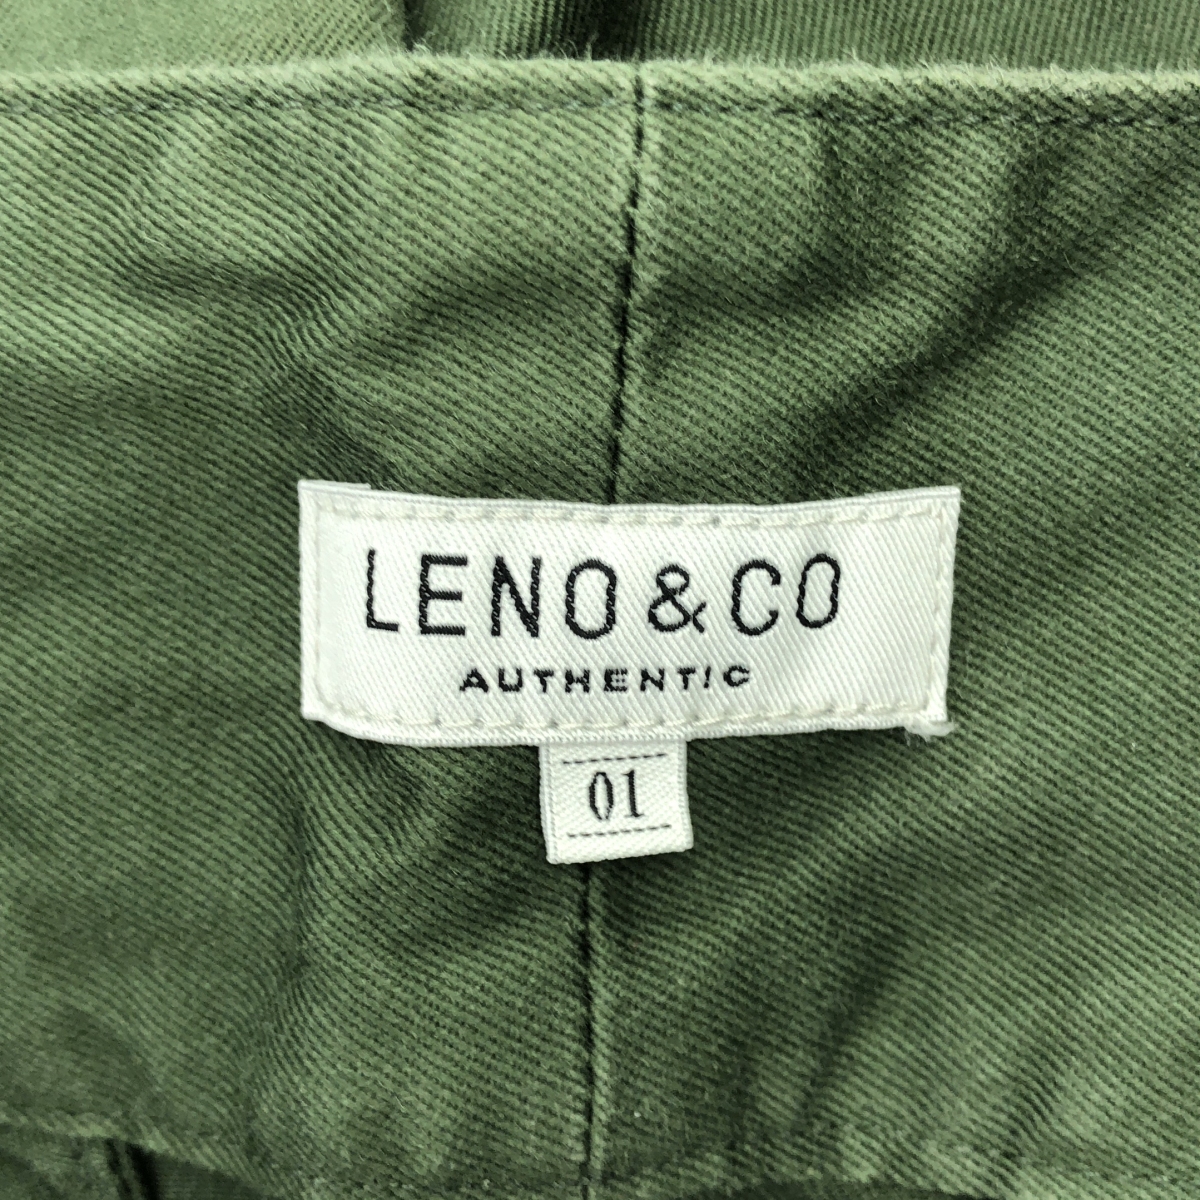 LENO & CO
AUTHENTIC
01